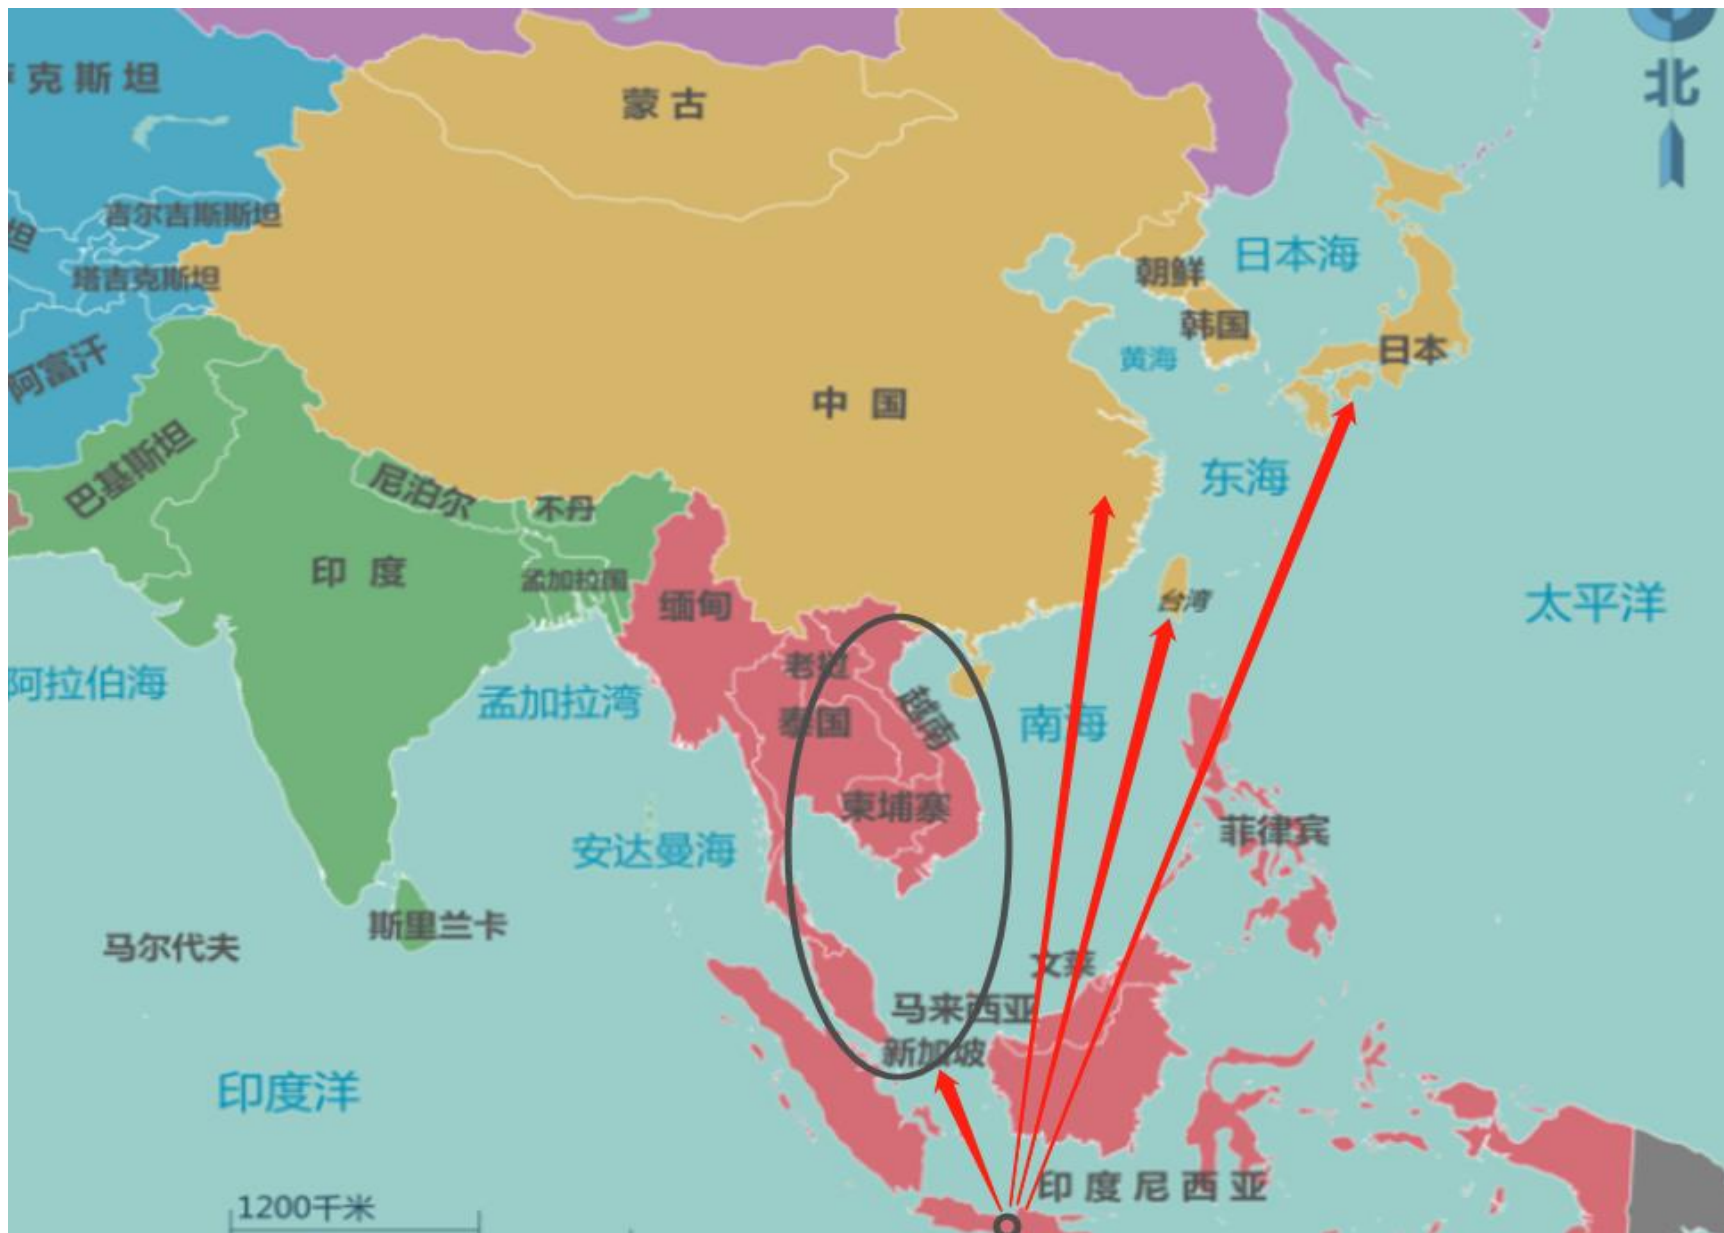 克斯坦
蒙古
北
吉尔吉斯斯坦
坦
塔吉克斯坦
日本海
朝鲜
韩国
日本
黄海
阿富汗
中国
巴基斯坦
尼泊尔
不丹
东海
印度
孟加拉国
缅甸
台湾
太平洋
老挝
阿拉伯海
孟加拉湾
泰国
越南
南海
柬埔寨
菲律宾
安达曼海
斯里兰卡
马尔代夫
文莱
马来西亚
新加坡
印度洋
印度尼西亚
1200千米